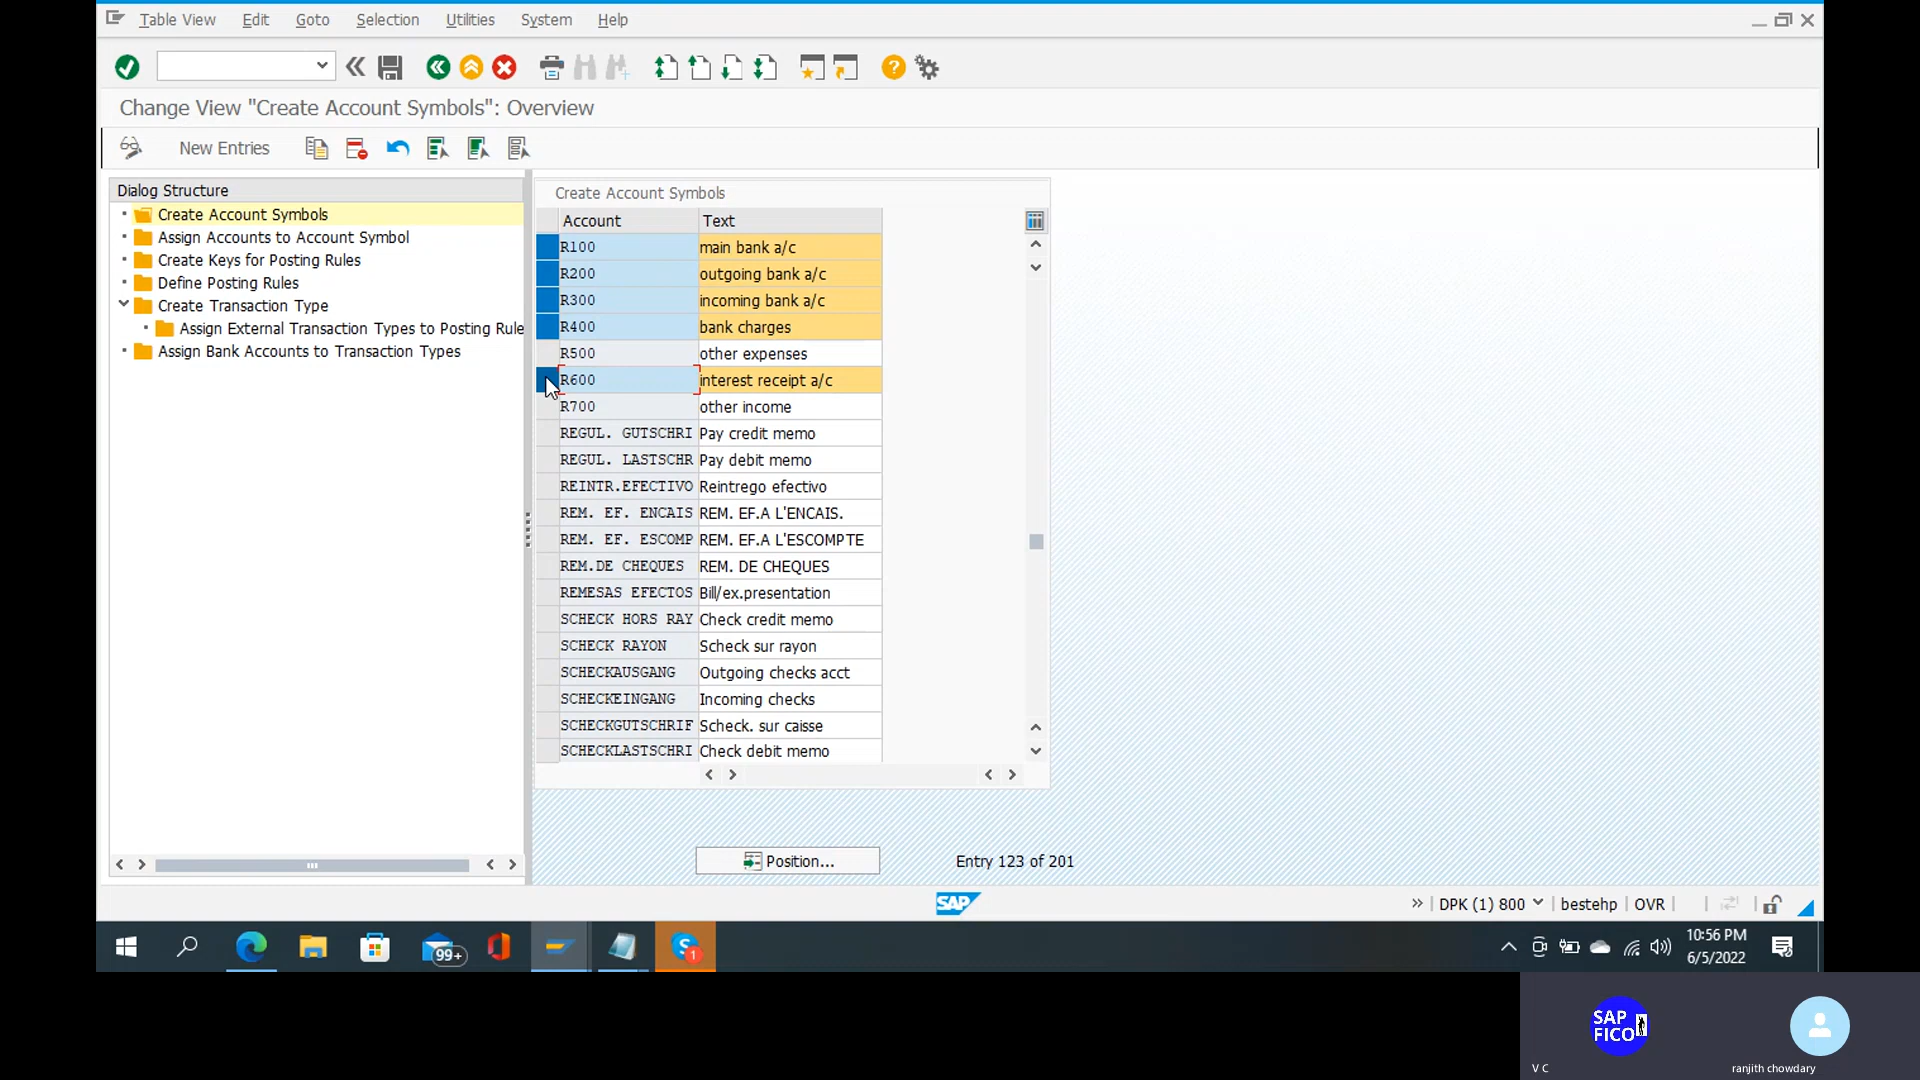 Table View Edit Goto Selection Utilities System Help
Change View "Create Account Symbols": Overview
New Entries
Dialog Structure
Create Account Symbols
Assign Accounts to Account Symbol
Create Keys for Posting Rules
Define Posting Rules
Create Transaction Type
Assign External Transaction Types to Posting Rule
Assign Bank Accounts to Transaction Types
Create Account Symbols
Account Text
R100 main bank a/c
R200 outgoing bank a/c
R300 incoming bank a/c
R400 bank charges
R500 other expenses
R600 interest receipt a/c
R700 other income
REGUL. GUTSCHRI Pay credit memo
REGUL. LASTSCHR Pay debit memo
REINTR.EFECTIVO Reintrego efectivo
REM. EF. ENCAIS REM. EF.A L'ENCAIS.
REM. EF. ESCOMP REM. EF.A L'ESCOMPTE
REM.DE CHEQUES REM. DE CHEQUES
REMESAS EFECTOS Bill/ex.presentation
SCHECK HORS RAY Check credit memo
SCHECK RAYON Scheck sur rayon
SCHECKAUSGANG Outgoing checks acct
SCHECKEINGANG Incoming checks
SCHECKGUTSCHRIF Scheck. sur caisse
SCHECKLASTSCHRI Check debit memo
Position... Entry 123 of 201
SAP DPK (1) 800 bestehp OVR
99+ S 1
10:56 PM
6/5/2022
SAP
FICO
V C ranjith chowdary